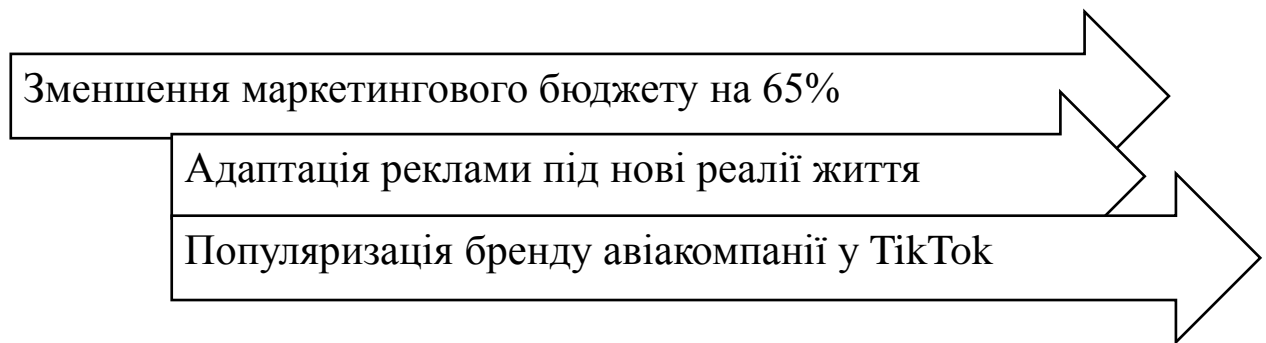 Зменшення маркетингового бюджету на 65%
Адаптація реклами під нові реалії життя
Популяризація бренду авіакомпанії у TikTok